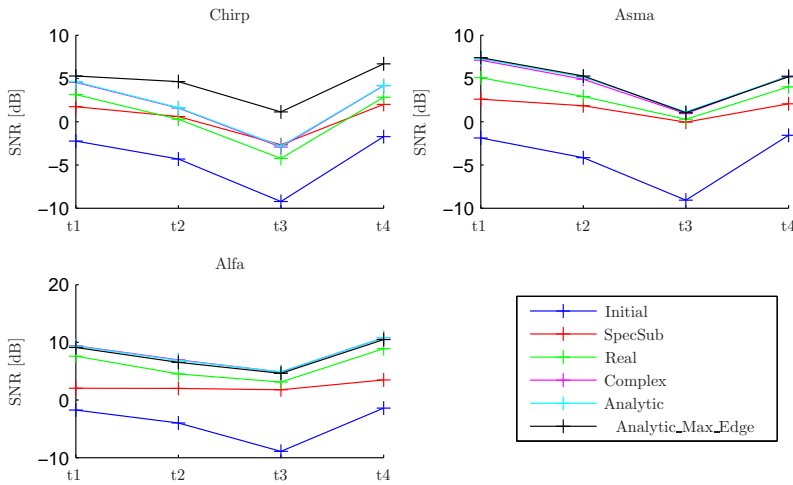 Chirp
10
5
0
−5
−10
SNR [dB]
t1 t2 t3 t4
Asma
10
5
0
−5
−10
SNR [dB]
t1 t2 t3 t4
Alfa
20
10
0
−10
SNR [dB]
t1 t2 t3 t4
Initial
SpecSub
Real
Complex
Analytic
Analytic_Max_Edge